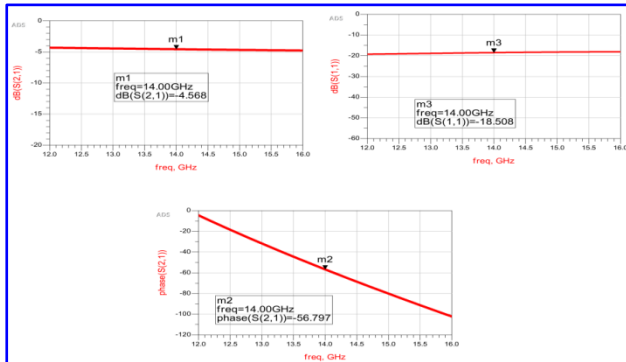 ADS
m1
m1
freq=14.00GHz
dB(S(2,1))=-4.568
dB(S(2,1))
0
-5
-10
-15
-20
12.0 12.5 13.0 13.5 14.0 14.5 15.0 15.5 16.0
freq, GHz
ADS
m3
m3
freq=14.00GHz
dB(S(1,1))=-18.508
dB(S(1,1))
0
-10
-20
-30
-40
-50
-60
12.0 12.5 13.0 13.5 14.0 14.5 15.0 15.5 16.0
freq, GHz
ADS
m2
m2
freq=14.00GHz
phase(S(2,1))=-56.797
phase(S(2,1))
0
-20
-40
-60
-80
-100
-120
12.0 12.5 13.0 13.5 14.0 14.5 15.0 15.5 16.0
freq, GHz